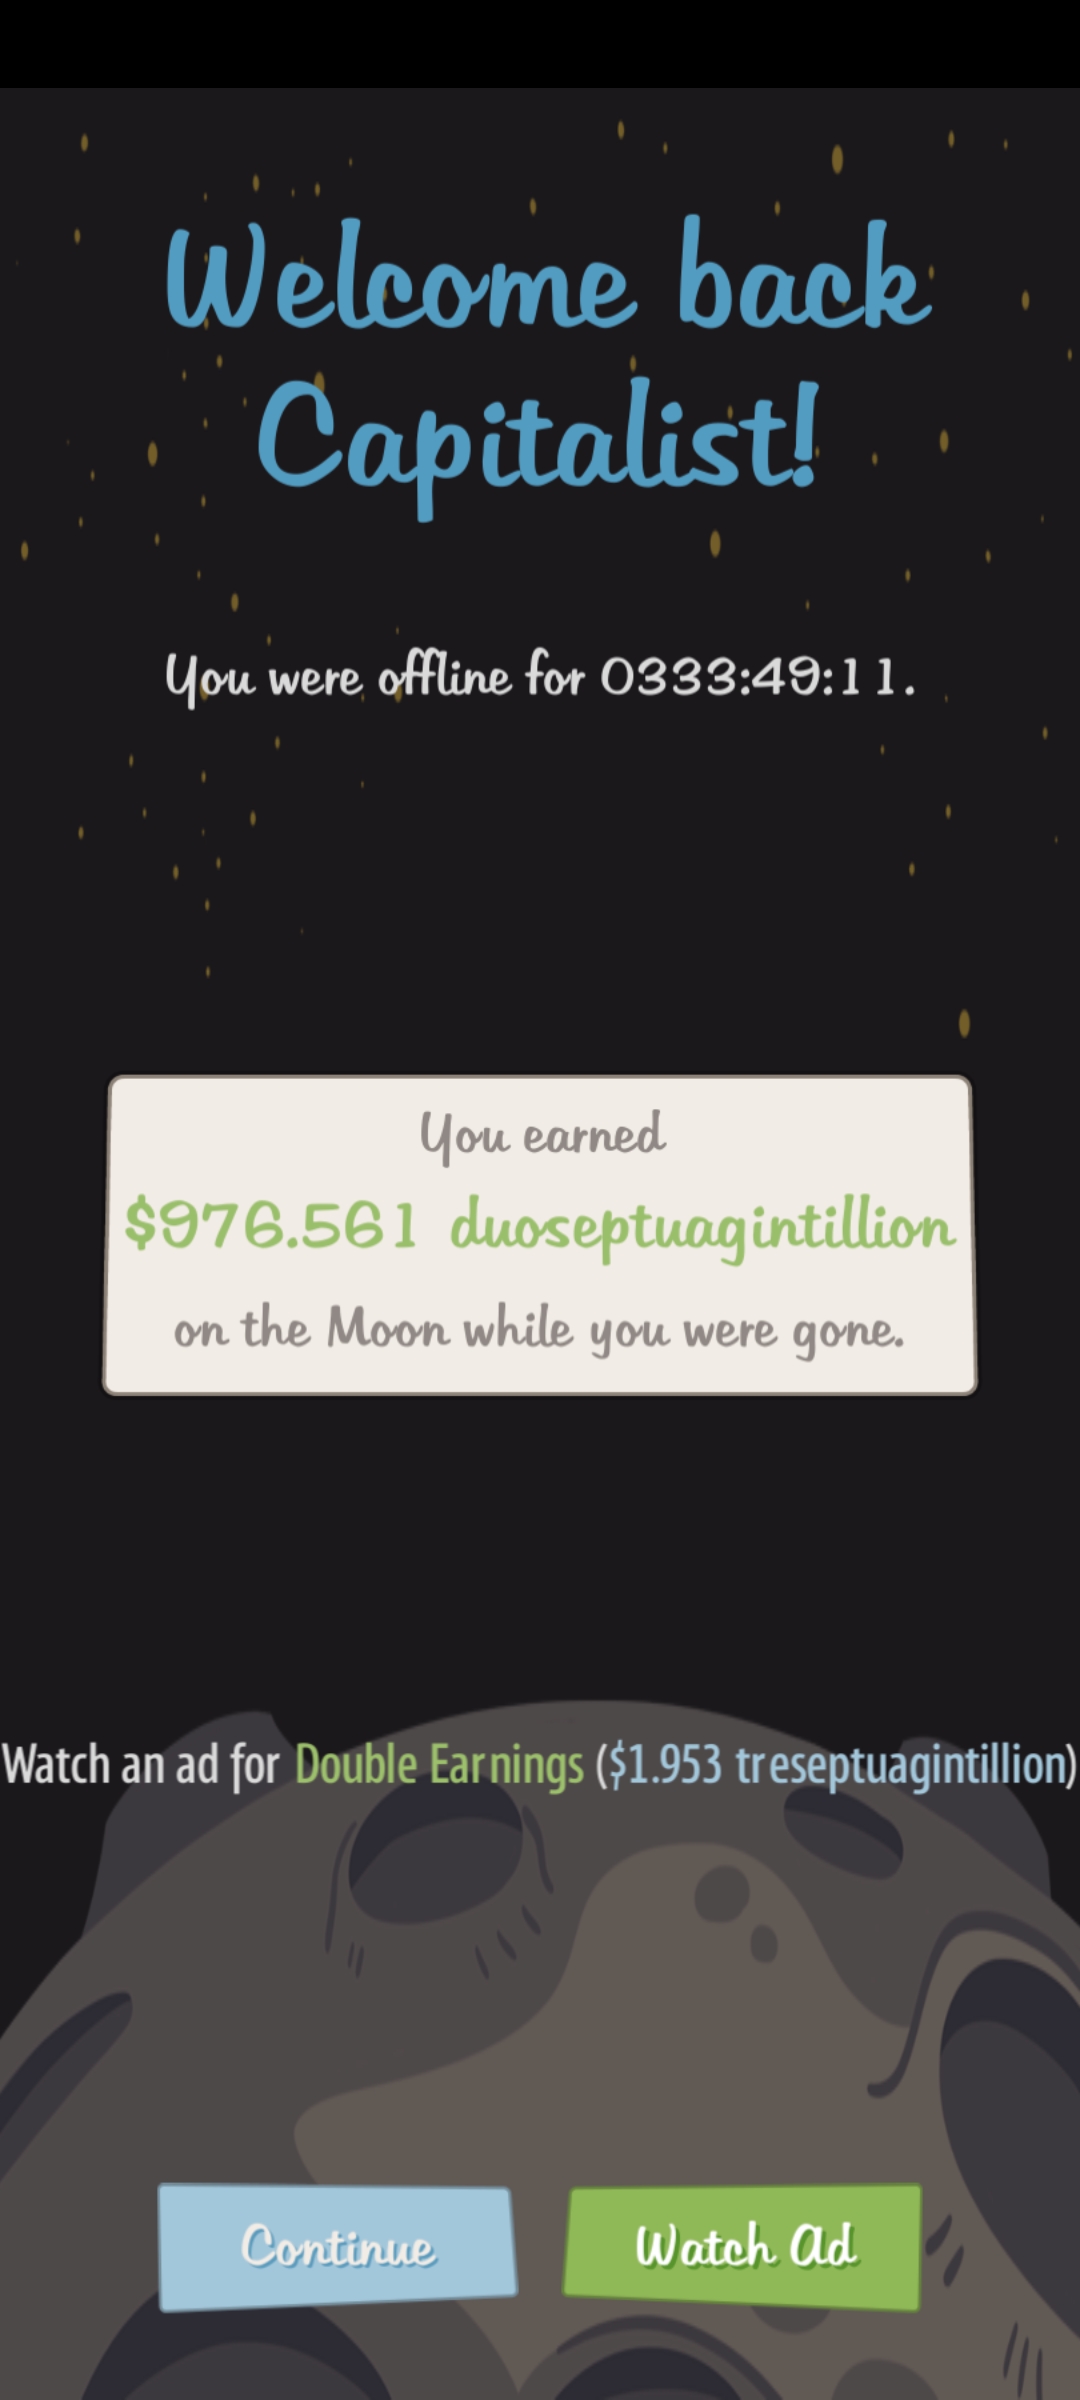 Welcome back
Capitalist!
You were offline for 0333:49:11.
You earned
$976.561 duoseptuagintillion
on the Moon while you were gone.
Watch an ad for Double Earnings ($1.953 treseptuagintillion)
Continue
Watch Ad